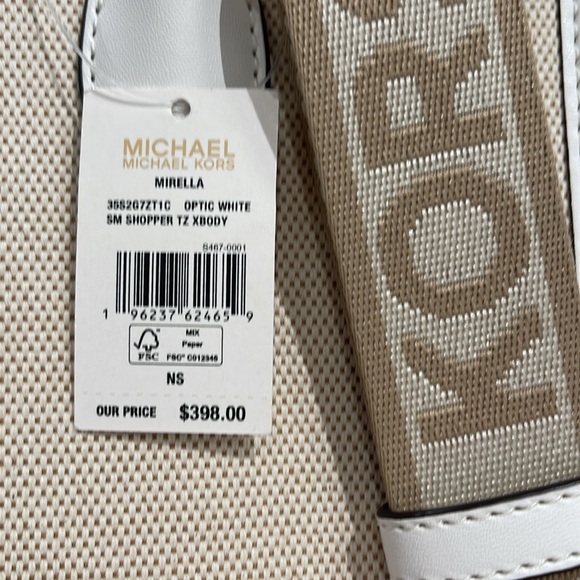 MICHAEL
MICHAEL KORS
MIRELLA
35S2G7ZT1C OPTIC WHITE
SM SHOPPER TZ XBODY
S467-0001
1 96237 62465 9
FSC
MIX
Paper
FSC™ C012345
NS
OUR PRICE $398.00
KORS